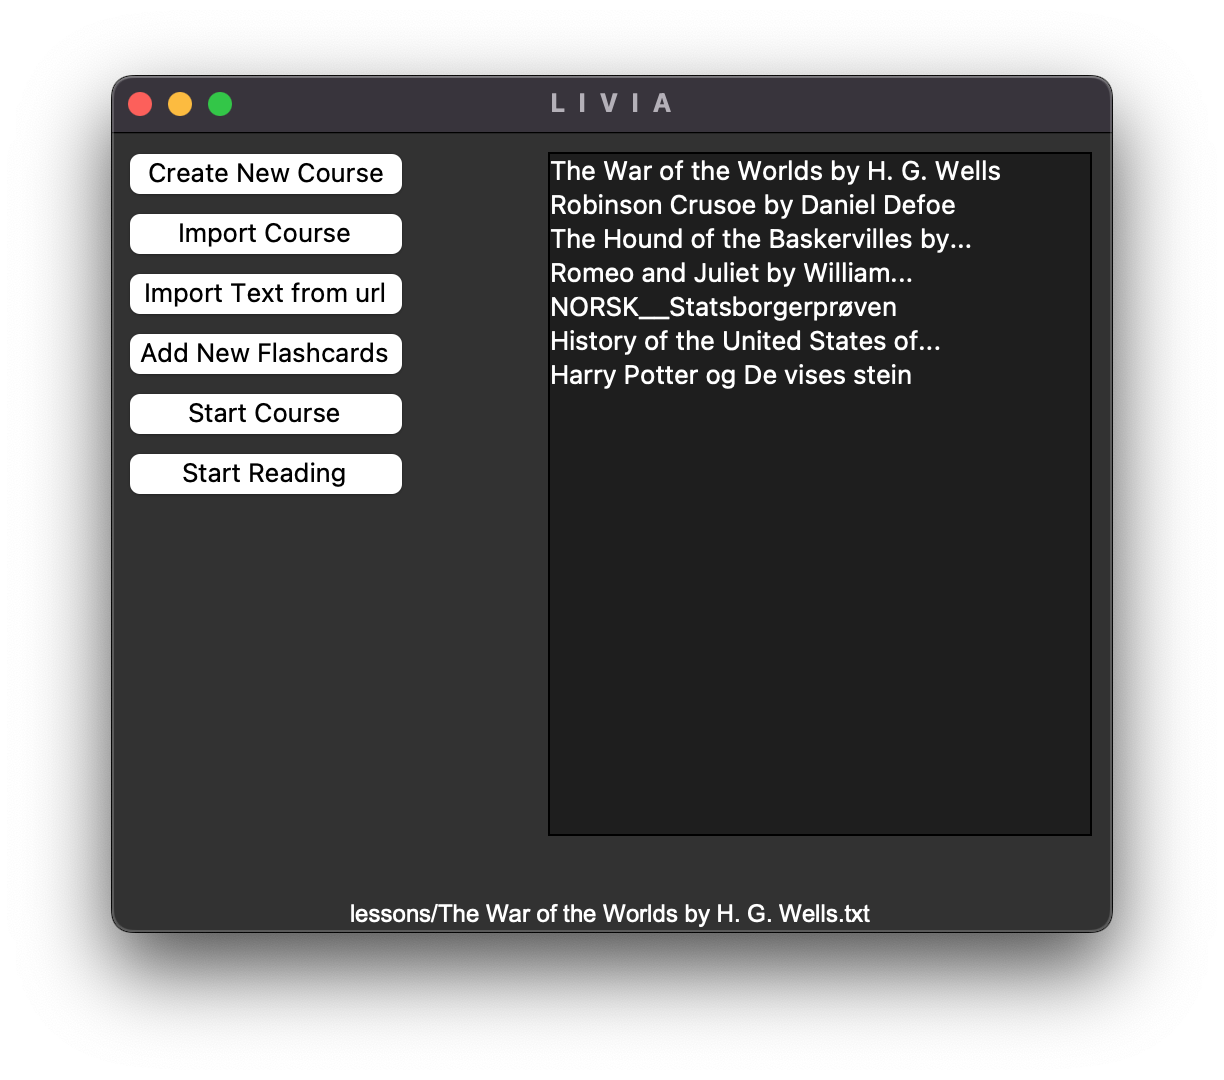 L I V I A
Create New Course
Import Course
Import Text from url
Add New Flashcards
Start Course
Start Reading
The War of the Worlds by H. G. Wells
Robinson Crusoe by Daniel Defoe
The Hound of the Baskervilles by...
Romeo and Juliet by William...
NORSK__Statsborgerprøven
History of the United States of...
Harry Potter og De vises stein
lessons/The War of the Worlds by H. G. Wells.txt